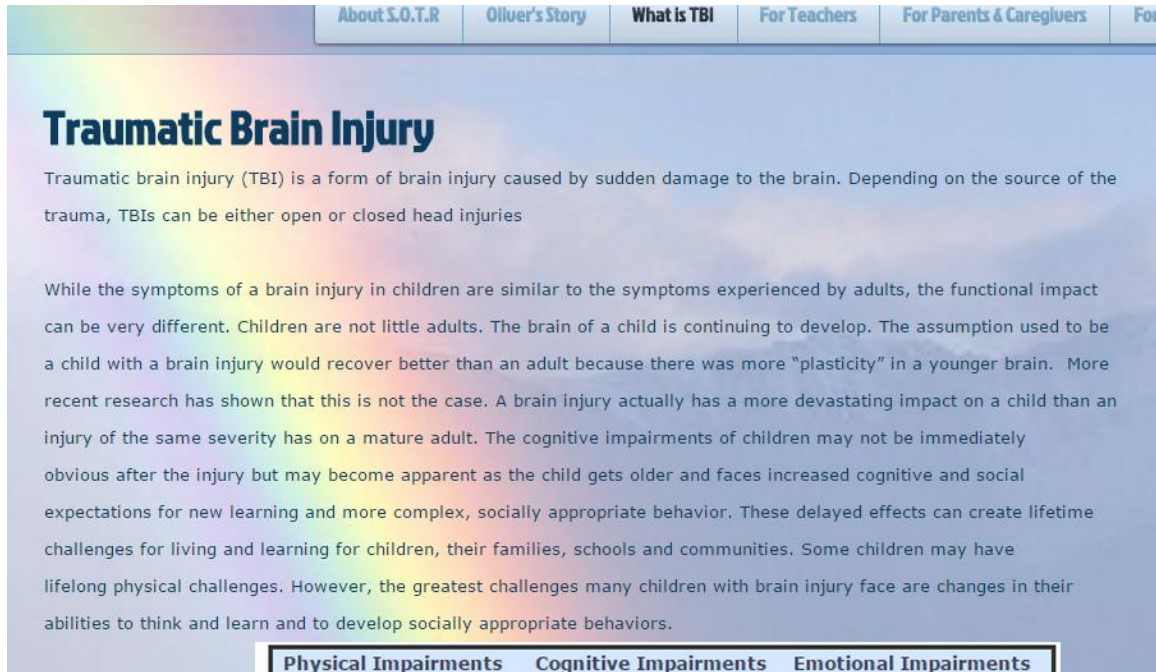 About S.O.T.R Oliver's Story What is TBI For Teachers For Parents & Caregivers
Traumatic Brain Injury
Traumatic brain injury (TBI) is a form of brain injury caused by sudden damage to the brain. Depending on the source of the
trauma, TBIs can be either open or closed head injuries
While the symptoms of a brain injury in children are similar to the symptoms experienced by adults, the functional impact
can be very different. Children are not little adults. The brain of a child is continuing to develop. The assumption used to be
a child with a brain injury would recover better than an adult because there was more “plasticity” in a younger brain. More
recent research has shown that this is not the case. A brain injury actually has a more devastating impact on a child than an
injury of the same severity has on a mature adult. The cognitive impairments of children may not be immediately
obvious after the injury but may become apparent as the child gets older and faces increased cognitive and social
expectations for new learning and more complex, socially appropriate behavior. These delayed effects can create lifetime
challenges for living and learning for children, their families, schools and communities. Some children may have
lifelong physical challenges. However, the greatest challenges many children with brain injury face are changes in their
abilities to think and learn and to develop socially appropriate behaviors.
Physical Impairments Cognitive Impairments Emotional Impairments